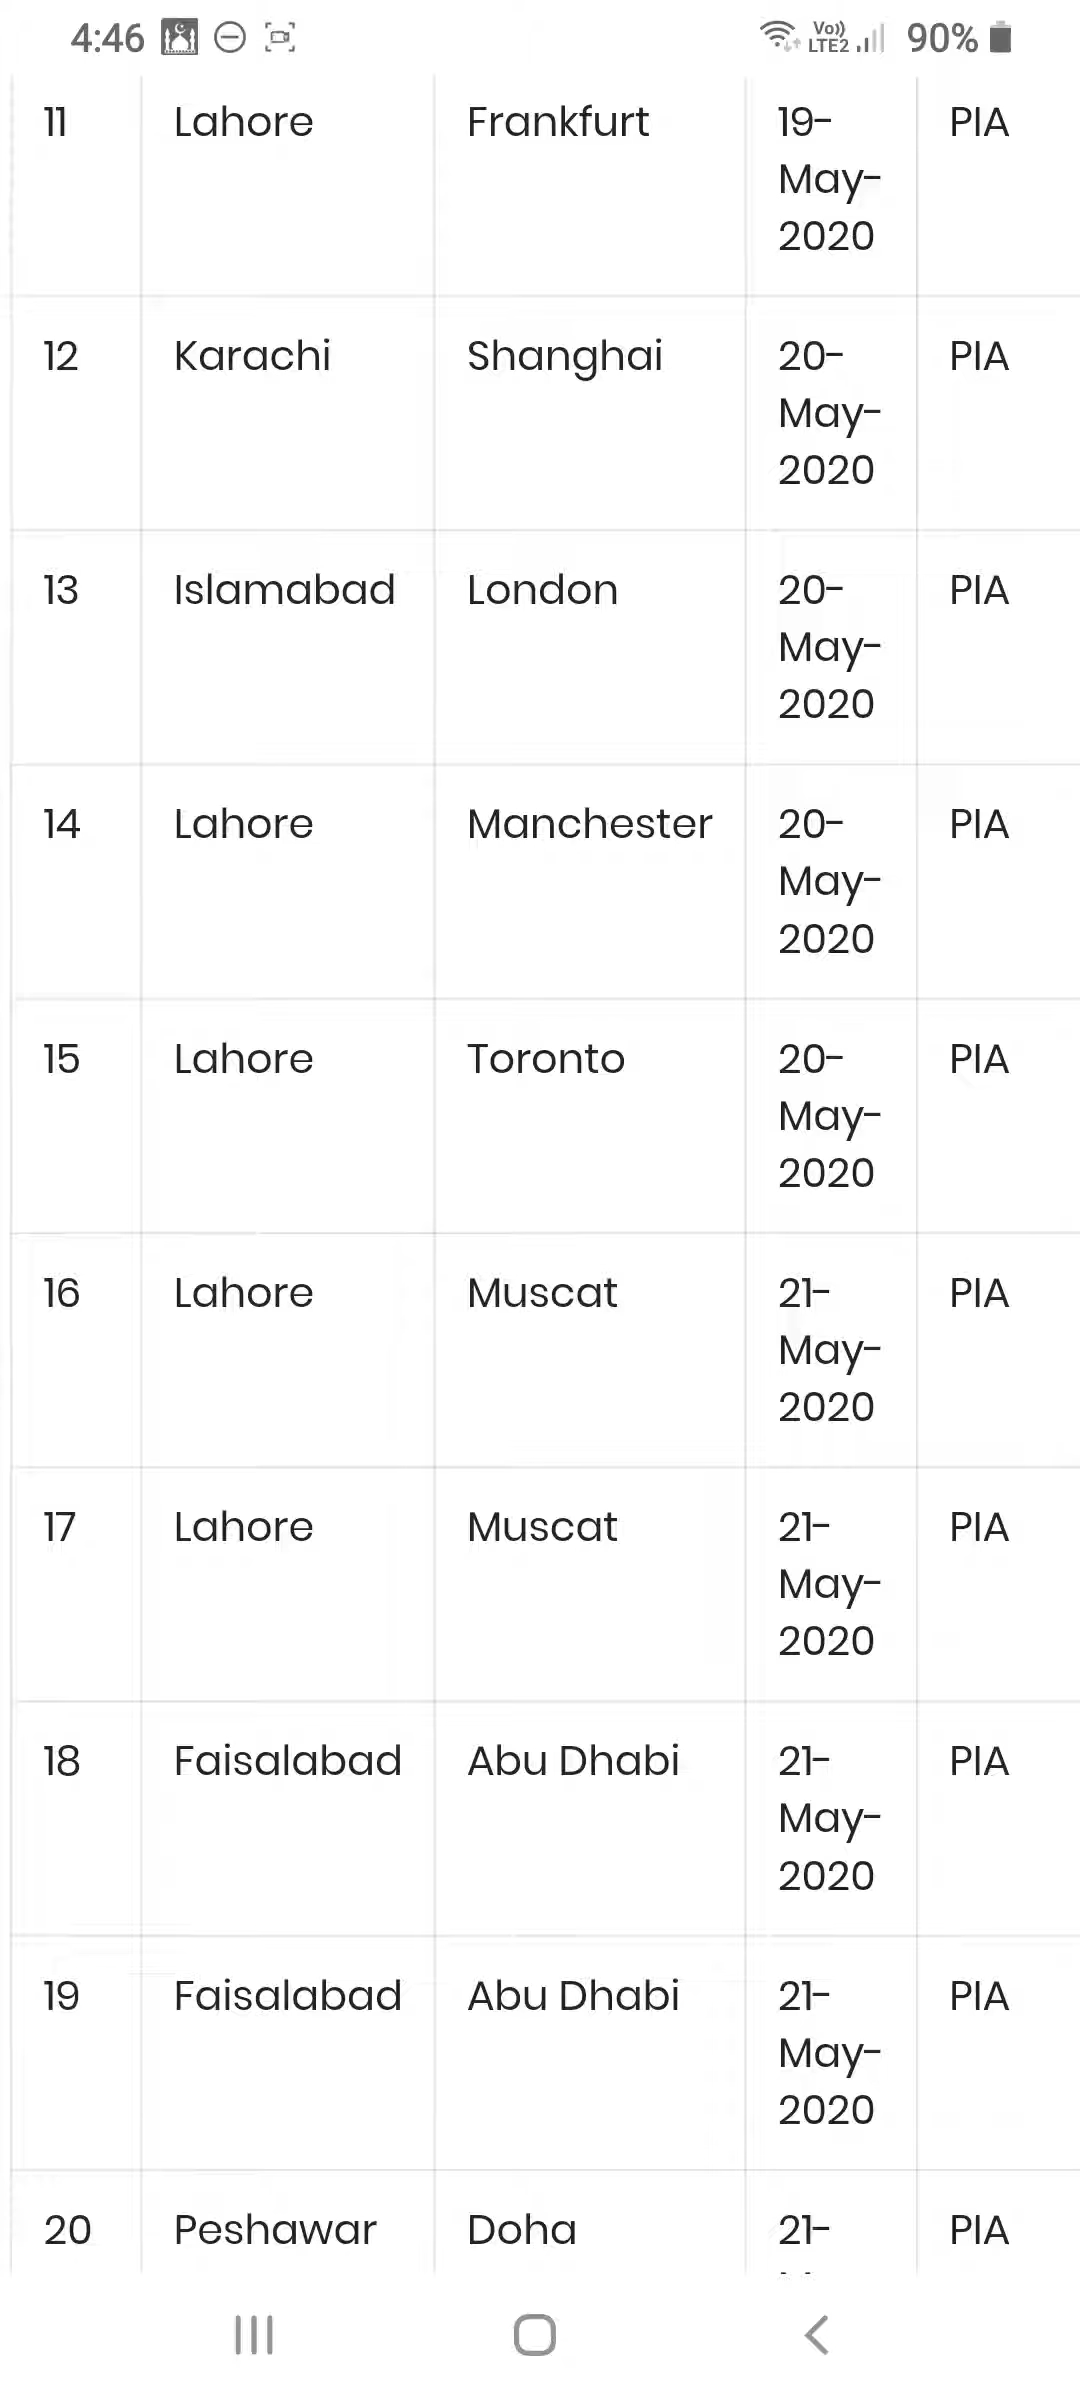 4:46 Vo)) LTE2 90%
11 Lahore Frankfurt 19- PIA
May-
2020
12 Karachi Shanghai 20- PIA
May-
2020
13 Islamabad London 20- PIA
May-
2020
14 Lahore Manchester 20- PIA
May-
2020
15 Lahore Toronto 20- PIA
May-
2020
16 Lahore Muscat 21- PIA
May-
2020
17 Lahore Muscat 21- PIA
May-
2020
18 Faisalabad Abu Dhabi 21- PIA
May-
2020
19 Faisalabad Abu Dhabi 21- PIA
May-
2020
20 Peshawar Doha 21- PIA